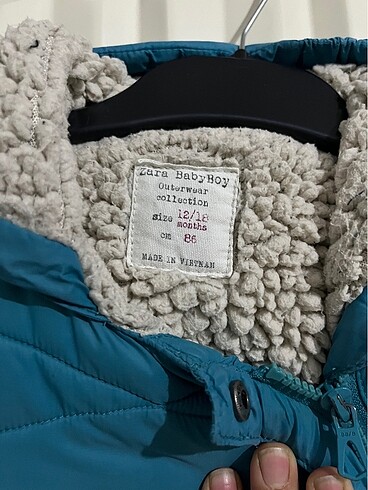 Zara BabyBoy
Outerwear
collection
size 12/18
months
cm 86
MADE IN VIETNAM